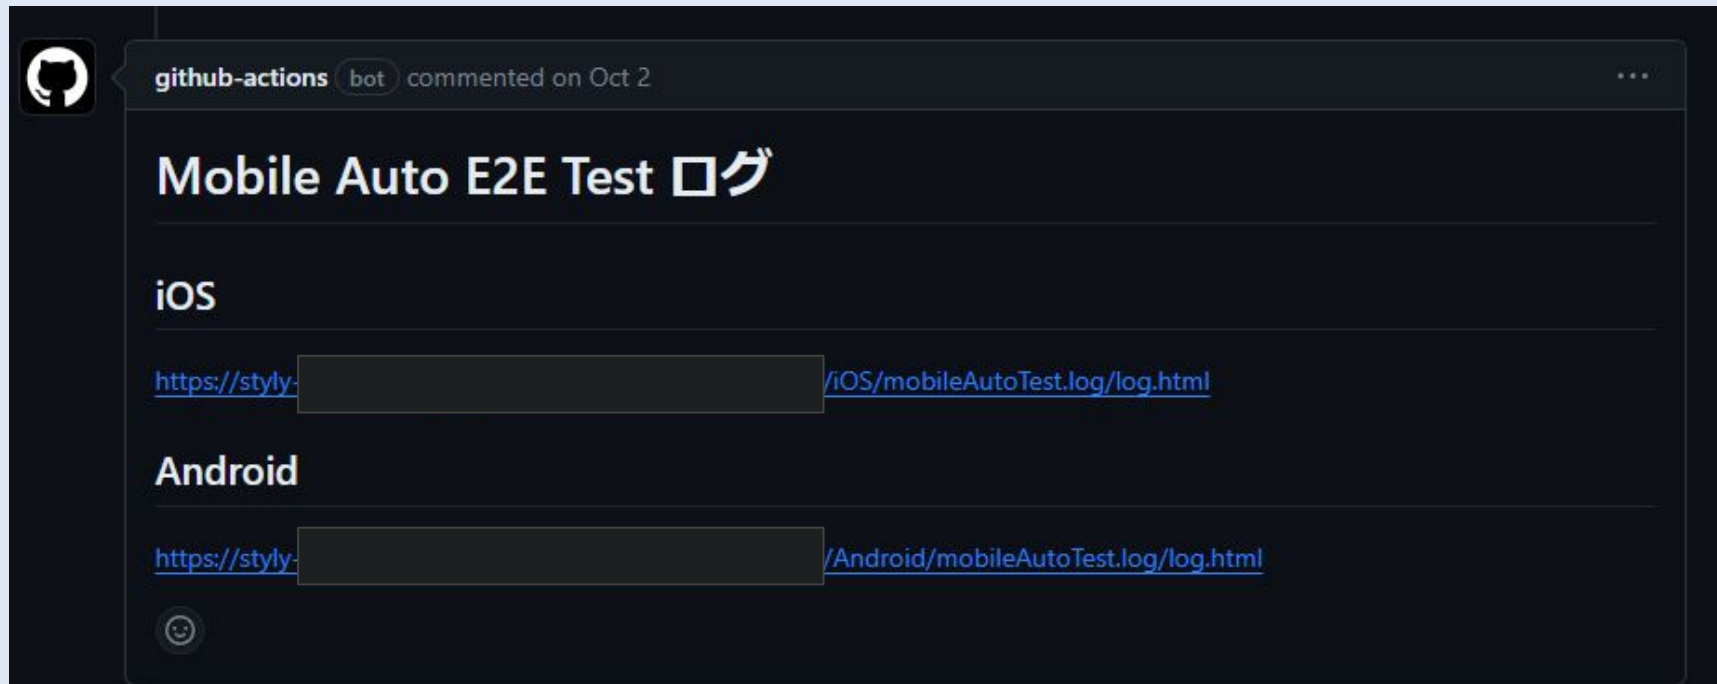 github-actions bot commented on Oct 2
Mobile Auto E2E Test ログ
iOS
https://styly- /iOS/mobileAutoTest.log/log.html
Android
https://styly- /Android/mobileAutoTest.log/log.html